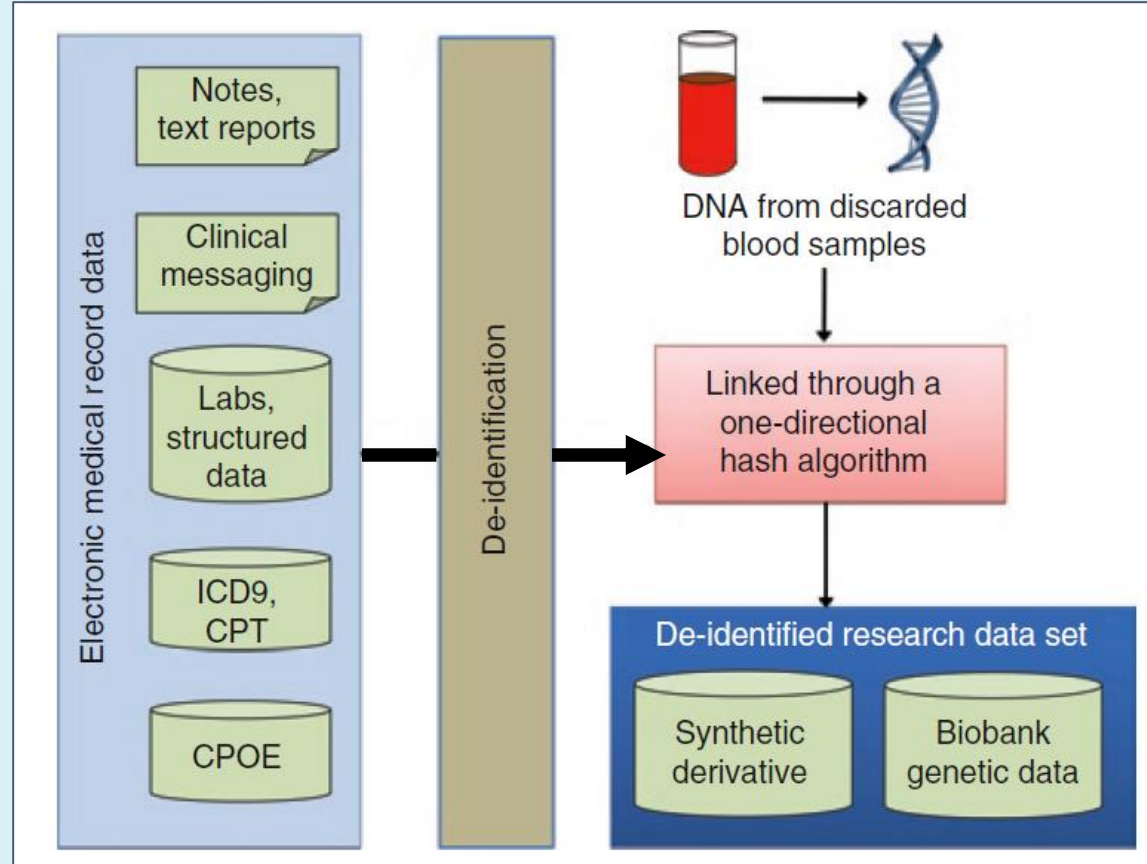 Electronic medical record data
Notes,
text reports
Clinical
messaging
Labs,
structured
data
ICD9,
CPT
CPOE
De-identification
DNA from discarded
blood samples
Linked through a
one-directional
hash algorithm
De-identified research data set
Synthetic
derivative
Biobank
genetic data